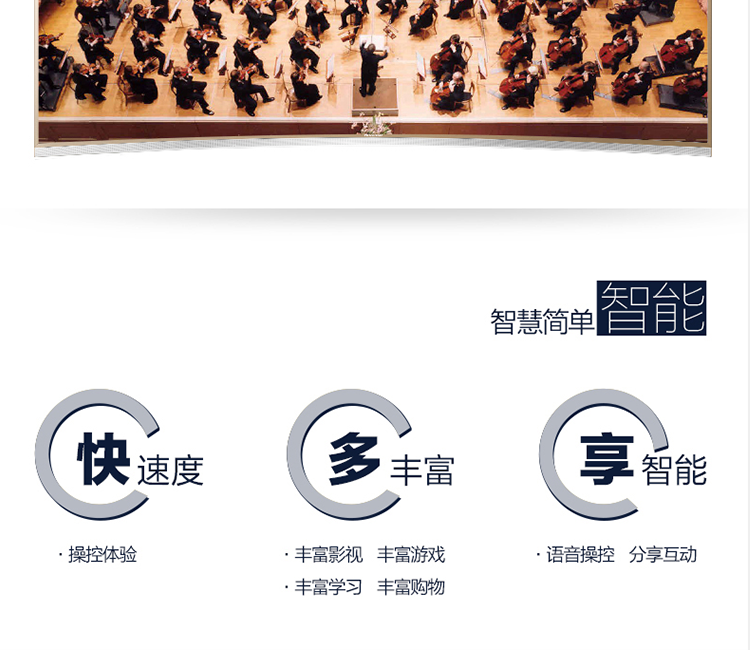 智慧简单智能
快速度
多丰富
享智能
·操控体验
·丰富影视 丰富游戏
·丰富学习 丰富购物
·语音操控 分享互动